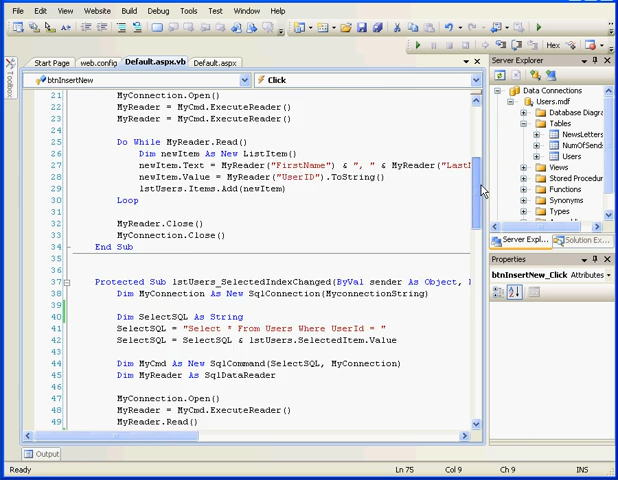 File Edit View Website Build Debug Tools Test Window Help
Hex
Start Page web.config Default.aspx.vb Default.aspx
btnInsertNew Click
21 MyConnection.Open()
22 MyReader = MyCmd.ExecuteReader()
23 MyReader = MyCmd.ExecuteReader()
24
25 Do While MyReader.Read()
26 Dim newItem As New ListItem()
27 newItem.Text = MyReader("FirstName") & ", " & MyReader("LastN
28 newItem.Value = MyReader("UserID").ToString()
29 lstUsers.Items.Add(newItem)
30 Loop
31
32 MyReader.Close()
33 MyConnection.Close()
34 End Sub
35
36
37 Protected Sub lstUsers_SelectedIndexChanged(ByVal sender As Object,
38 Dim MyConnection As New SqlConnection(MyconnectionString)
39
40 Dim SelectSQL As String
41 SelectSQL = "Select * From Users Where UserId = "
42 SelectSQL = SelectSQL & lstUsers.SelectedItem.Value
43
44 Dim MyCmd As New SqlCommand(SelectSQL, MyConnection)
45 Dim MyReader As SqlDataReader
46
47 MyConnection.Open()
48 MyReader = MyCmd.ExecuteReader()
49 MyReader.Read()
Toolbox
Server Explorer
Data Connections
Users.mdf
Database Diagra
Tables
NewsLetters
NumOfSends
Users
Views
Stored Procedur
Functions
Synonyms
Types
Server Expl... Solution Ex...
Properties
btnInsertNew_Click Attributes
Output
Ready Ln 75 Col 9 Ch 9 INS